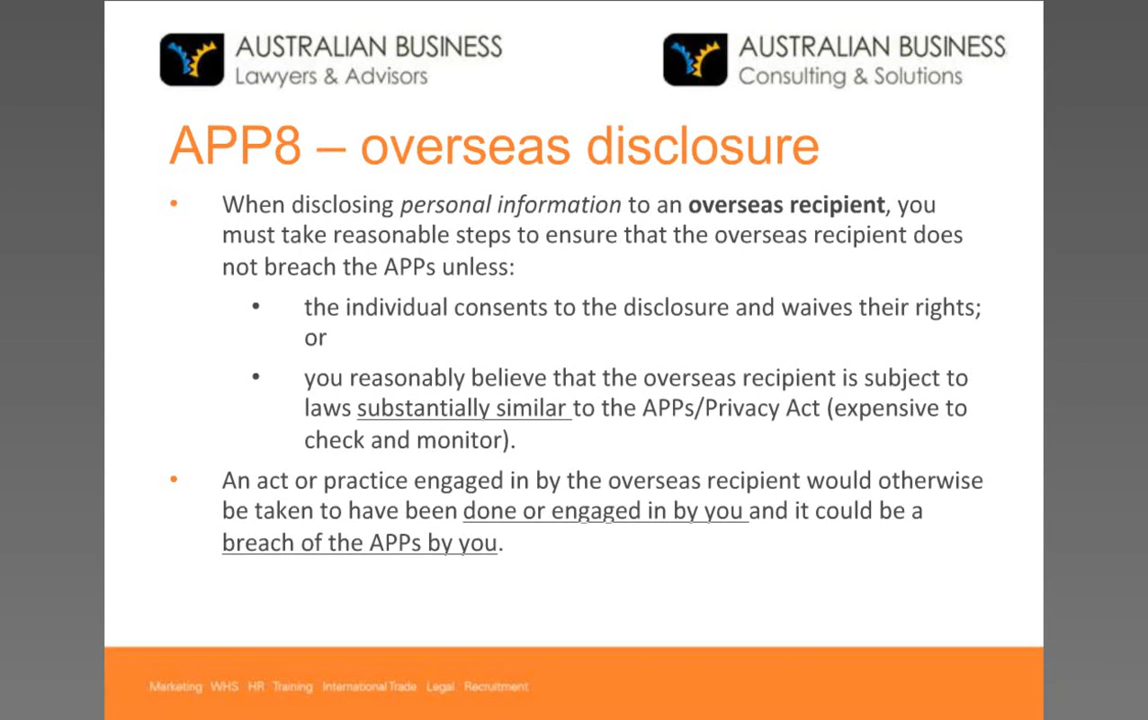 AUSTRALIAN BUSINESS
Lawyers & Advisors
AUSTRALIAN BUSINESS
Consulting & Solutions
APP8 – overseas disclosure
• When disclosing personal information to an overseas recipient, you
must take reasonable steps to ensure that the overseas recipient does
not breach the APPs unless:
• the individual consents to the disclosure and waives their rights;
or
• you reasonably believe that the overseas recipient is subject to
laws substantially similar to the APPs/Privacy Act (expensive to
check and monitor).
• An act or practice engaged in by the overseas recipient would otherwise
be taken to have been done or engaged in by you and it could be a
breach of the APPs by you.
Marketing WHS HR Training International Trade Legal Recruitment